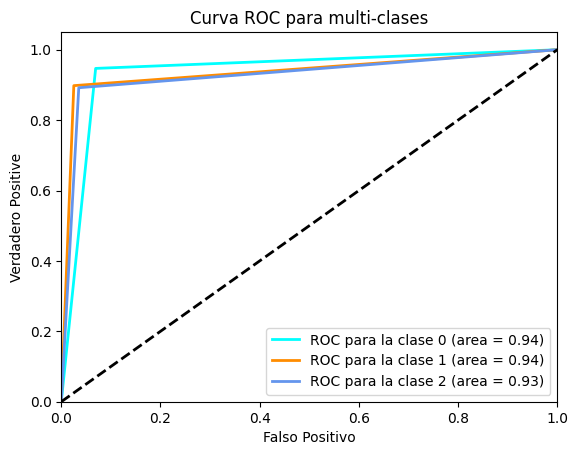 Curva ROC para multi-clases
Verdadero Positive
1.0
0.8
0.6
0.4
0.2
0.0
0.0 0.2 0.4 0.6 0.8 1.0
Falso Positivo
ROC para la clase 0 (area = 0.94)
ROC para la clase 1 (area = 0.94)
ROC para la clase 2 (area = 0.93)